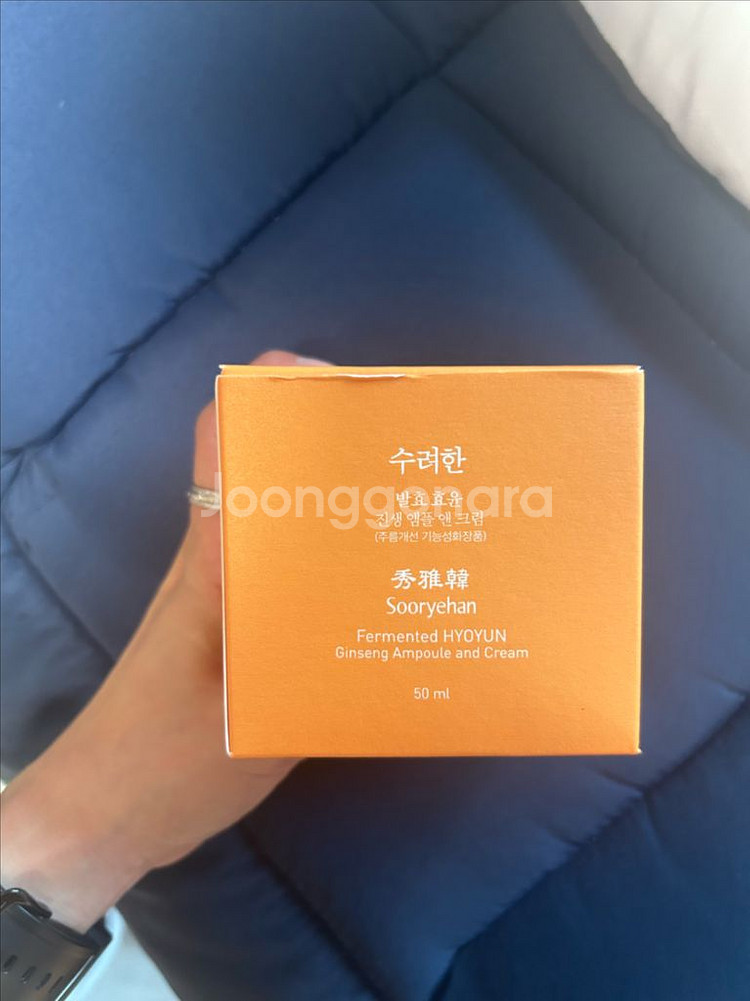 수려한
발효 효윤
진생 앰플 앤 크림
(주름개선 기능성화장품)
秀雅韓
Sooryehan
Fermented HYOYUN
Ginseng Ampoule and Cream
50 ml
Joonggonara